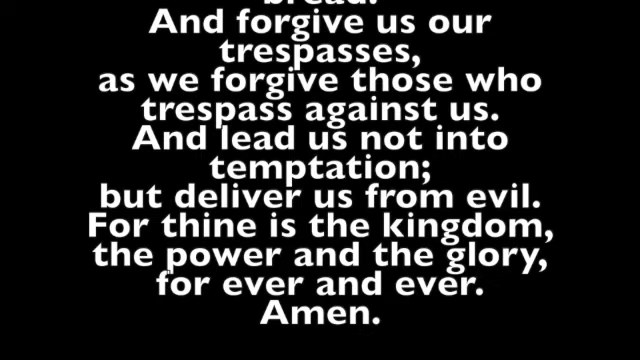 bread.
And forgive us our
trespasses,
as we forgive those who
trespass against us.
And lead us not into
temptation;
but deliver us from evil.
For thine is the kingdom,
the power and the glory,
for ever and ever.
Amen.